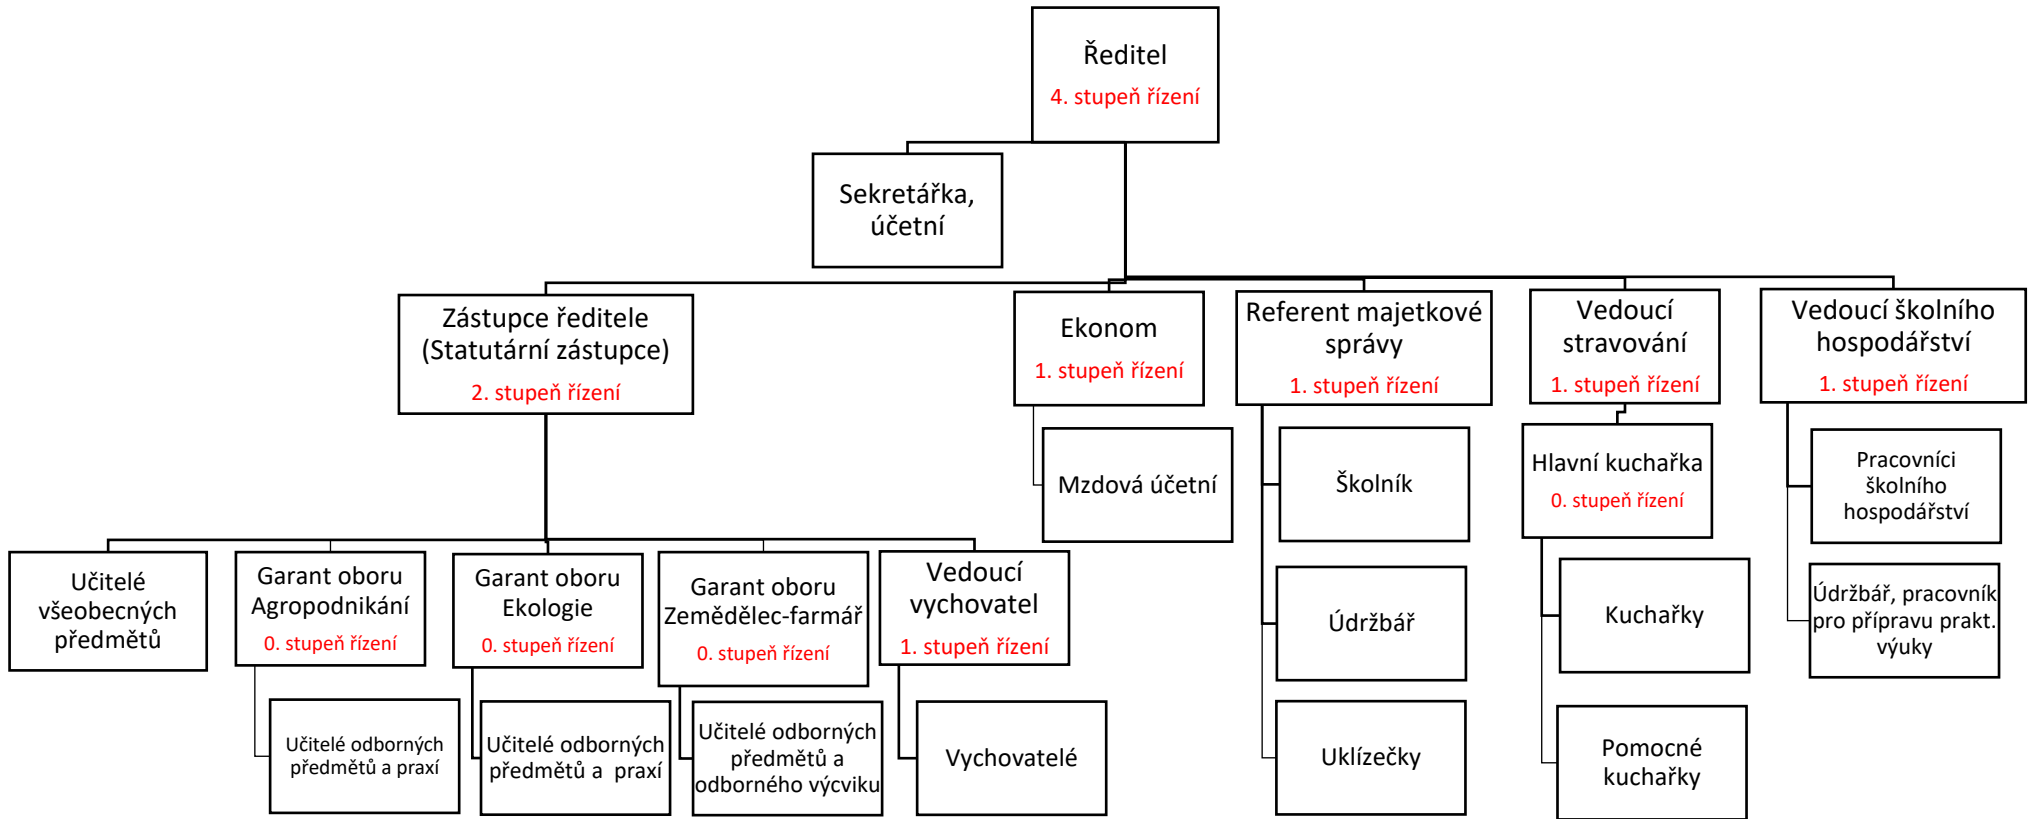 Ředitel
4. stupeň řízení
Sekretářka,
účetní
Zástupce ředitele
(Statutární zástupce)
2. stupeň řízení
Ekonom
1. stupeň řízení
Referent majetkové
správy
1. stupeň řízení
Vedoucí
stravování
1. stupeň řízení
Vedoucí školního
hospodářství
1. stupeň řízení
Mzdová účetní
Školník
Hlavní kuchařka
0. stupeň řízení
Pracovníci
školního
hospodářství
Učitelé
všeobecných
předmětů
Garant oboru
Agropodnikání
0. stupeň řízení
Garant oboru
Ekologie
0. stupeň řízení
Garant oboru
Zemědělec-farmář
0. stupeň řízení
Vedoucí
vychovatel
1. stupeň řízení
Údržbář
Kuchařky
Údržbář, pracovník
pro přípravu prakt.
výuky
Učitelé odborných
předmětů a praxí
Učitelé odborných
předmětů a  praxí
Učitelé odborných
předmětů a
odborného výcviku
Vychovatelé
Uklízečky
Pomocné
kuchařky